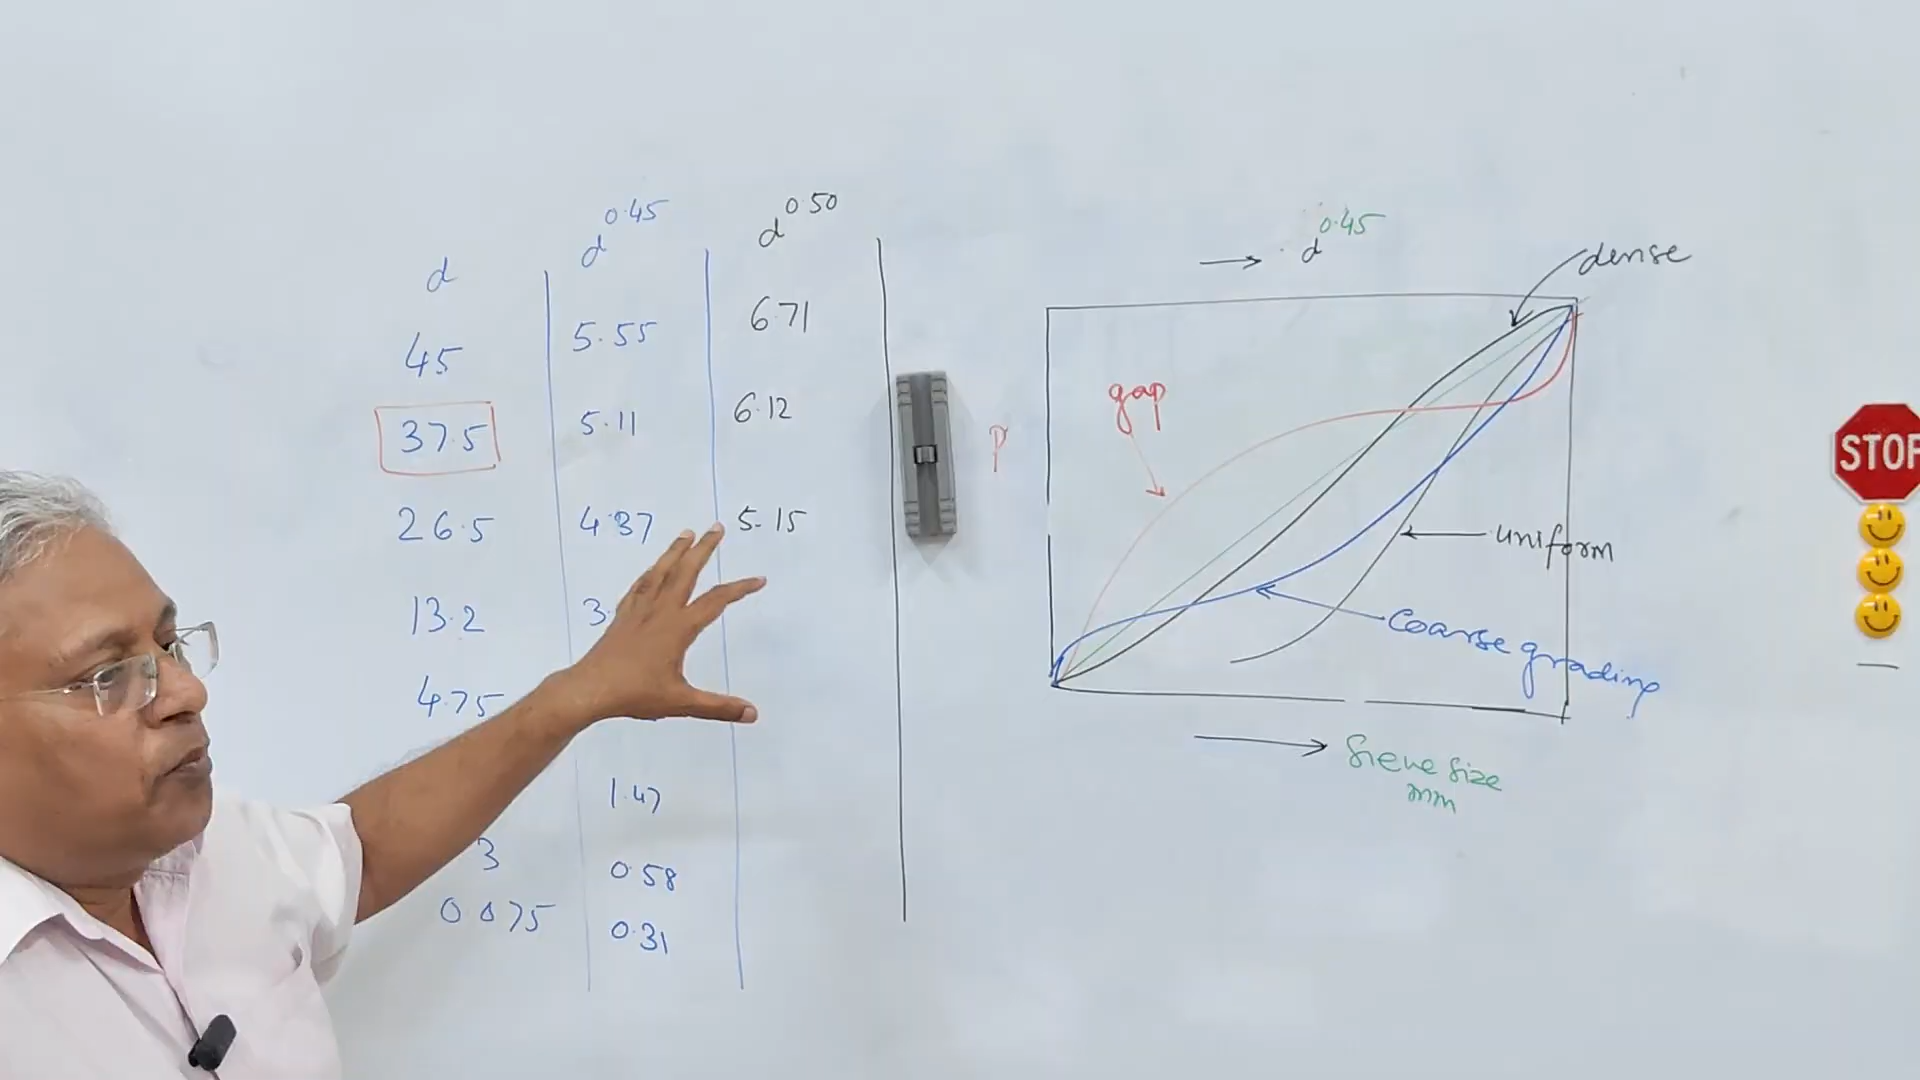 d d^0.45 d^0.50
45 5.55 6.71
37.5 5.11 6.12
26.5 4.37 5.15
13.2 3.
4.75
1.47
3 0.58
0.075 0.31
d^0.45
dense
gap
P
uniform
Coarse grading
Sieve size
mm
STOP